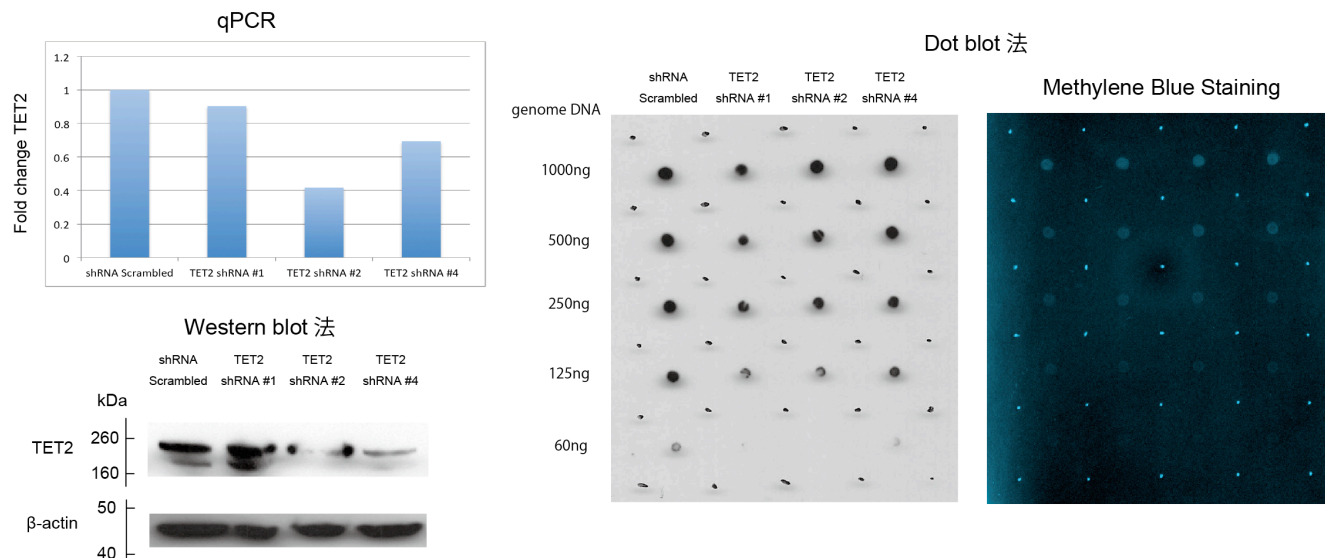 qPCR
Fold change TET2
1.2
1
0.8
0.6
0.4
0.2
0
shRNA Scrambled TET2 shRNA #1 TET2 shRNA #2 TET2 shRNA #4
Western blot 法
shRNA TET2 TET2 TET2
Scrambled shRNA #1 shRNA #2 shRNA #4
kDa
260
TET2
160
50
β-actin
40
Dot blot 法
shRNA TET2 TET2 TET2
Scrambled shRNA #1 shRNA #2 shRNA #4
genome DNA
1000ng
500ng
250ng
125ng
60ng
Methylene Blue Staining